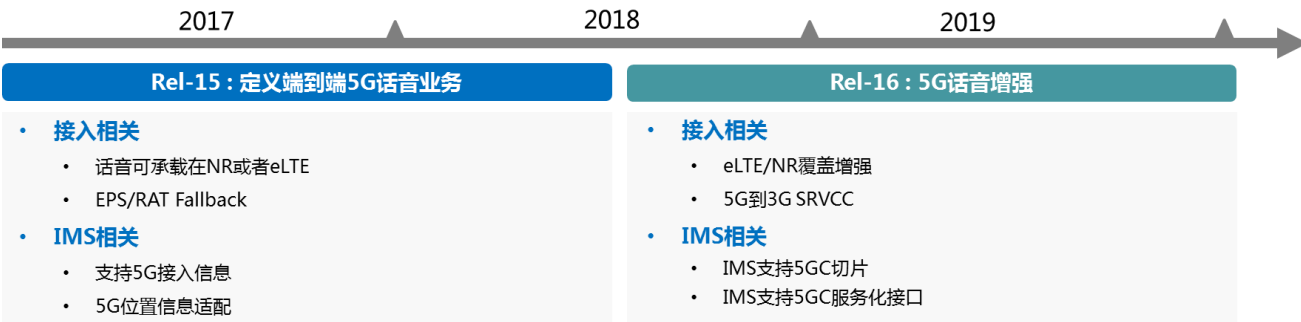 2017
2018
2019
Rel-15：定义端到端5G话音业务
• 接入相关
• 话音可承载在NR或者eLTE
• EPS/RAT Fallback
• IMS相关
• 支持5G接入信息
• 5G位置信息适配
Rel-16：5G话音增强
• 接入相关
• eLTE/NR覆盖增强
• 5G到3G SRVCC
• IMS相关
• IMS支持5GC切片
• IMS支持5GC服务化接口